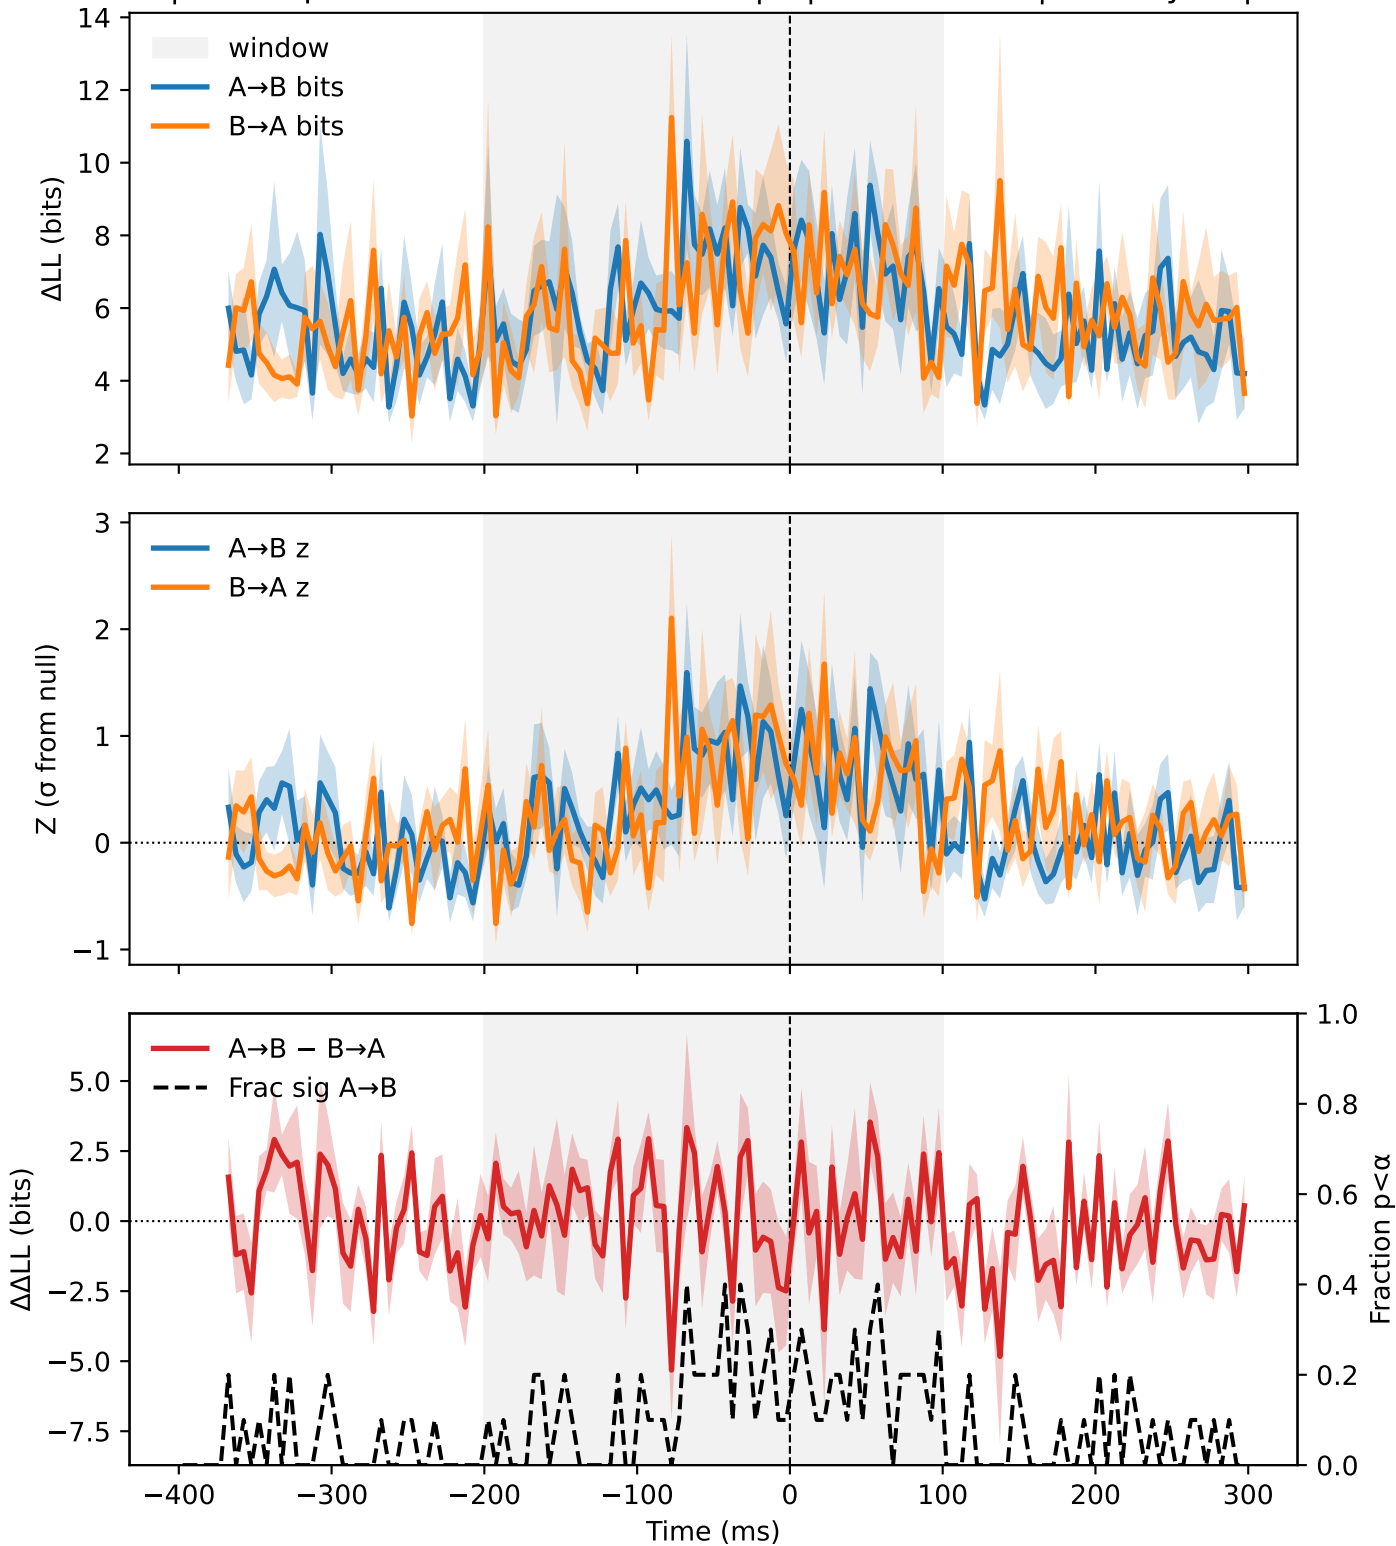 14
12
10
8
6
4
2
ΔLL (bits)
window
A→B bits
B→A bits
3
2
1
0
−1
Z (σ from null)
A→B z
B→A z
5.0
2.5
0.0
−2.5
−5.0
−7.5
ΔΔLL (bits)
A→B − B→A
Frac sig A→B
1.0
0.8
0.6
0.4
0.2
0.0
Fraction p<α
−400 −300 −200 −100 0 100 200 300
Time (ms)